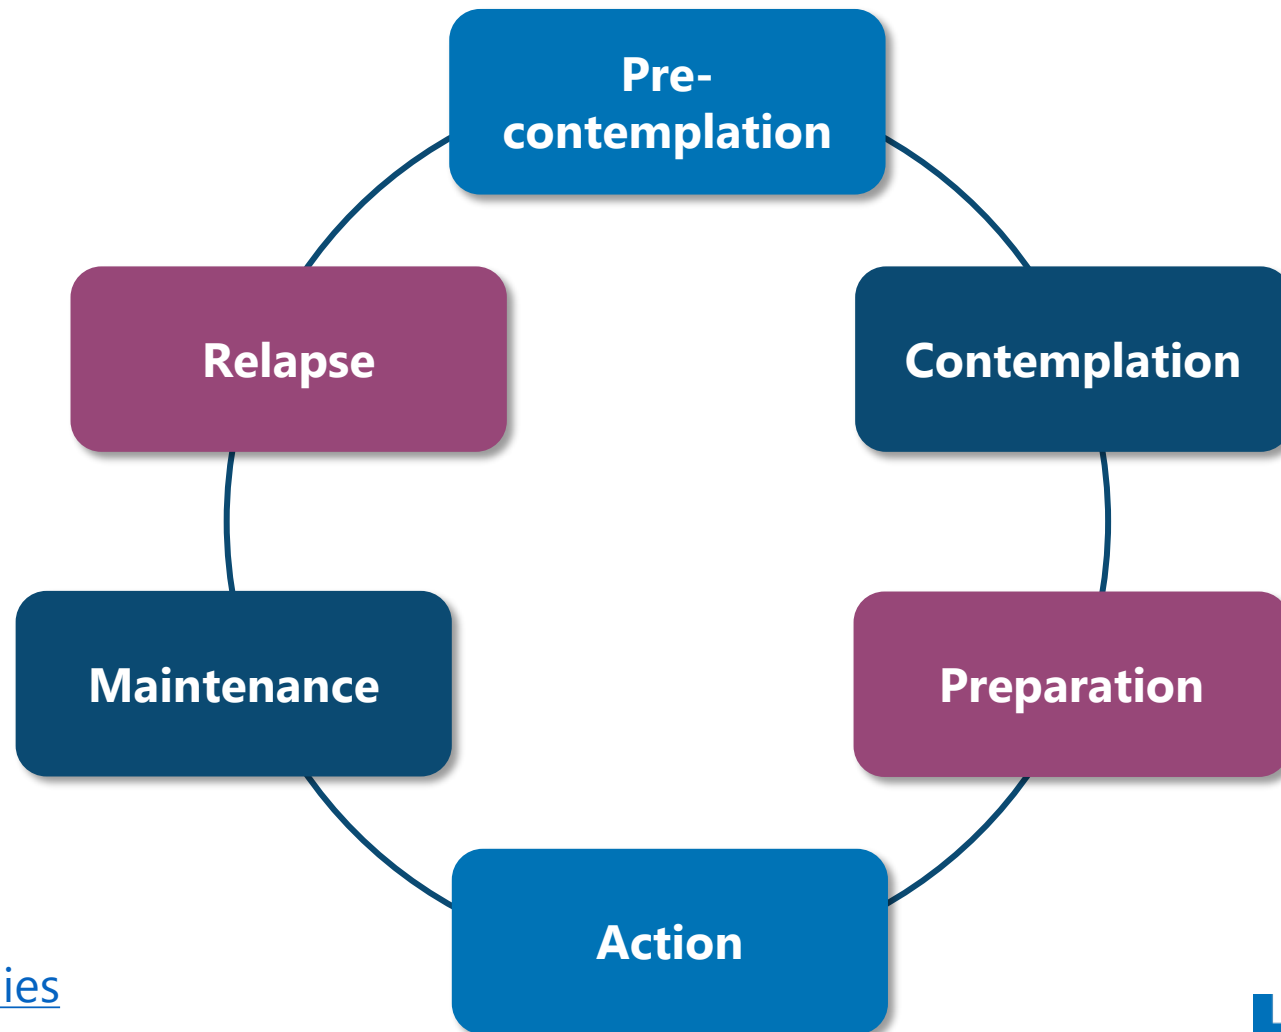 Pre-
contemplation
Relapse
Contemplation
Maintenance
Preparation
Action
ies